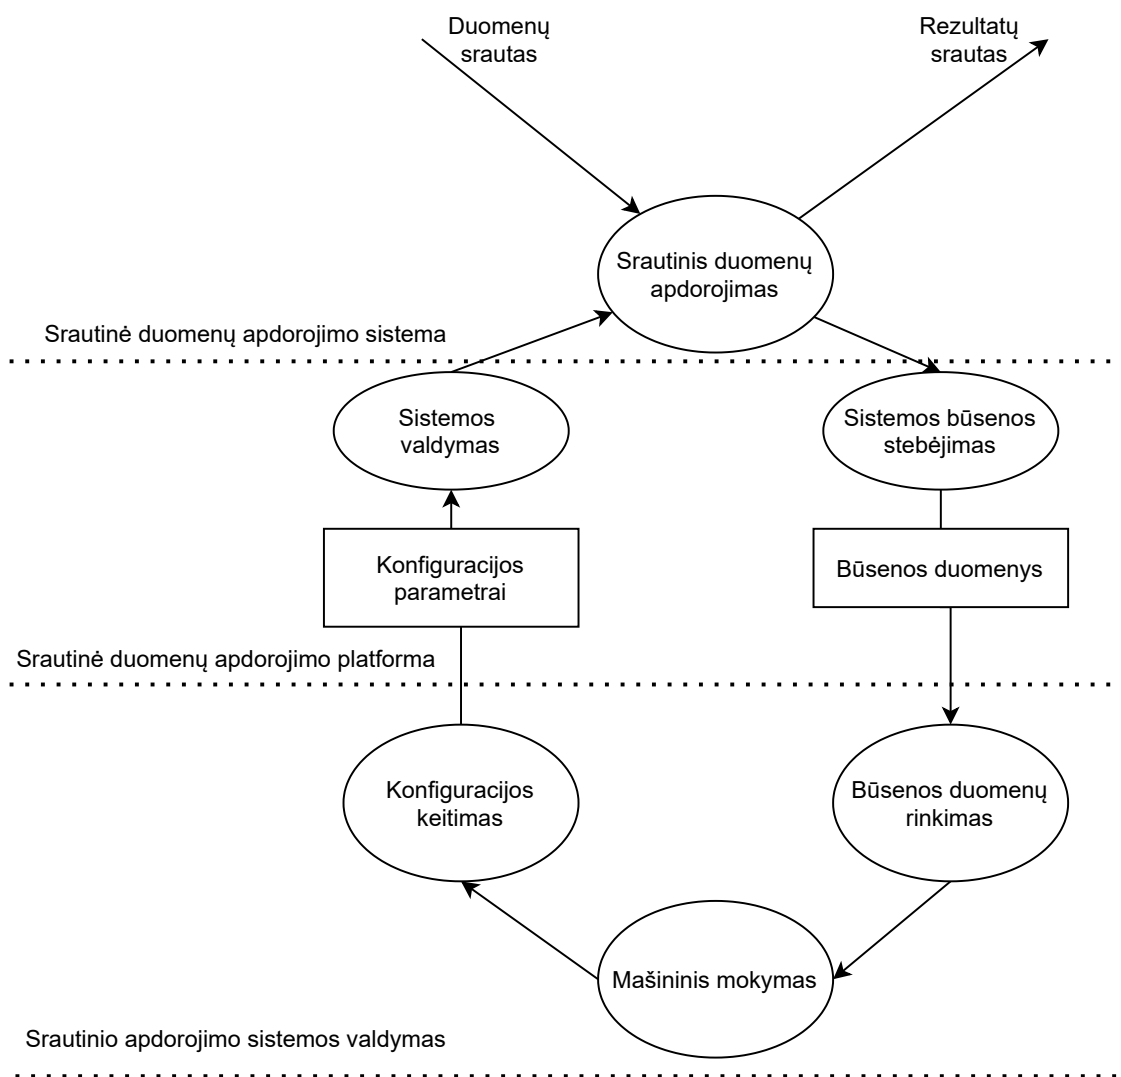 Duomenų
srautas
Rezultatų
srautas
Srautinis duomenų
apdorojimas
Srautinė duomenų apdorojimo sistema
Sistemos
valdymas
Sistemos būsenos
stebėjimas
Konfiguracijos
parametrai
Būsenos duomenys
Srautinė duomenų apdorojimo platforma
Konfiguracijos
keitimas
Būsenos duomenų
rinkimas
Mašininis mokymas
Srautinio apdorojimo sistemos valdymas